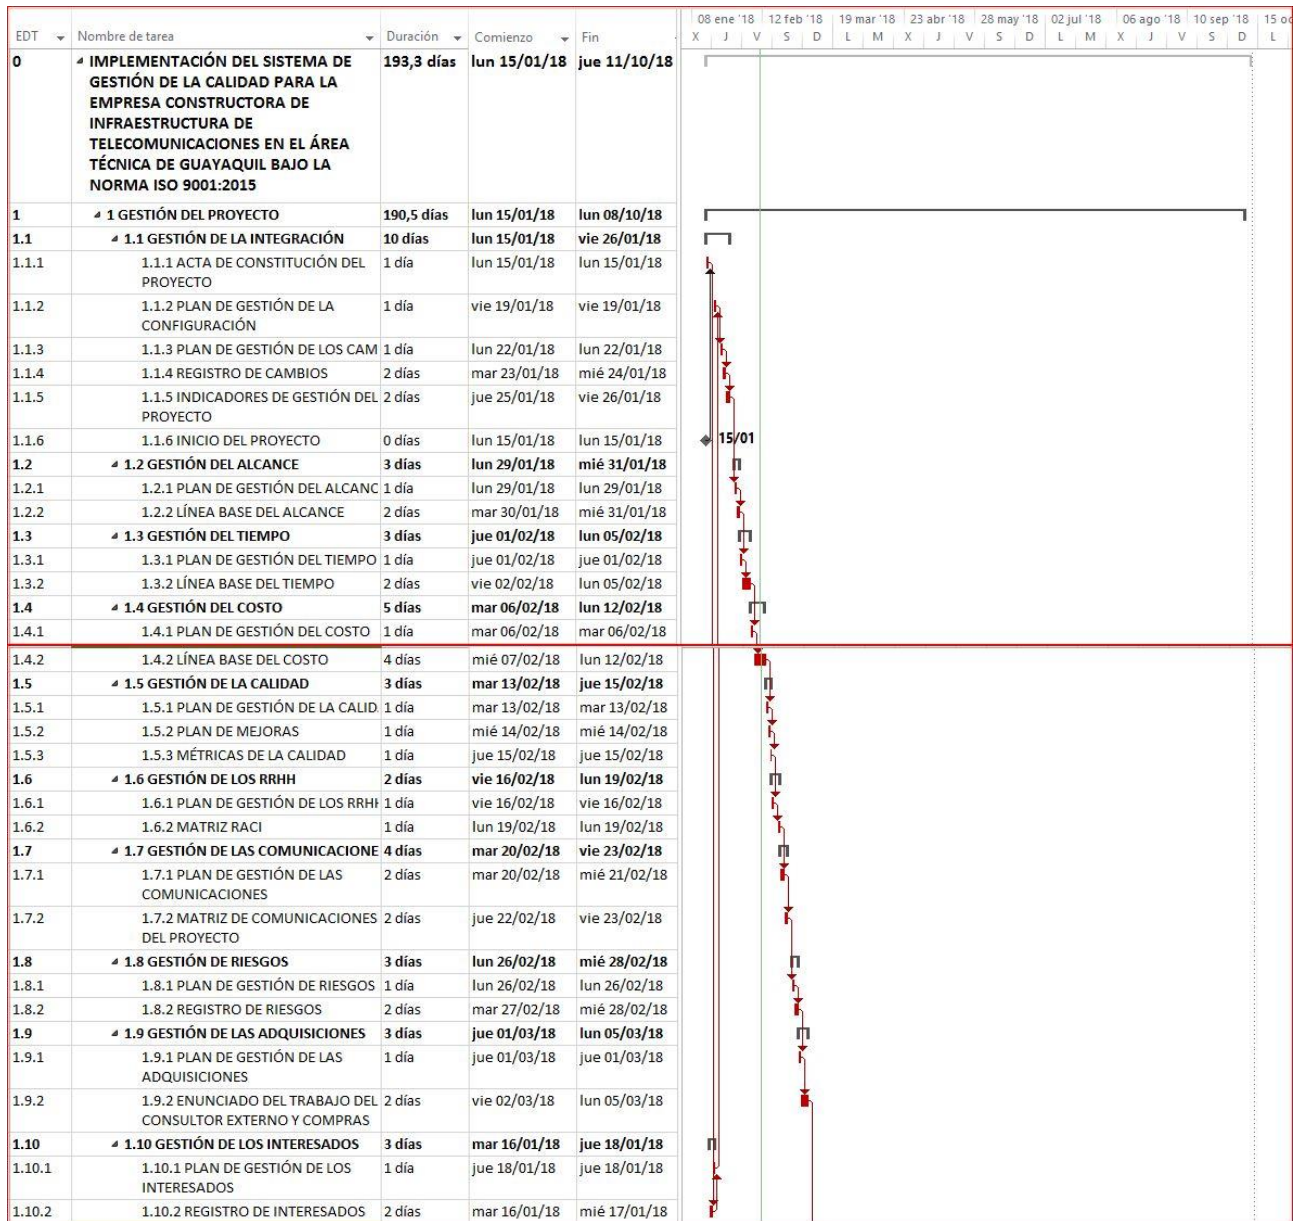 08 ene '18 12 feb '18 19 mar '18 23 abr '18 28 may '18 02 jul '18 06 ago '18 10 sep '18 15 oc
EDT Nombre de tarea Duración Comienzo Fin X J V S D L M X J V S D L M X J V S D L
0 IMPLEMENTACIÓN DEL SISTEMA DE 193,3 días lun 15/01/18 jue 11/10/18
GESTIÓN DE LA CALIDAD PARA LA
EMPRESA CONSTRUCTORA DE
INFRAESTRUCTURA DE
TELECOMUNICACIONES EN EL ÁREA
TÉCNICA DE GUAYAQUIL BAJO LA
NORMA ISO 9001:2015
1 1 GESTIÓN DEL PROYECTO 190,5 días lun 15/01/18 lun 08/10/18
1.1 1.1 GESTIÓN DE LA INTEGRACIÓN 10 días lun 15/01/18 vie 26/01/18
1.1.1 1.1.1 ACTA DE CONSTITUCIÓN DEL 1 día lun 15/01/18 lun 15/01/18
PROYECTO
1.1.2 1.1.2 PLAN DE GESTIÓN DE LA 1 día vie 19/01/18 vie 19/01/18
CONFIGURACIÓN
1.1.3 1.1.3 PLAN DE GESTIÓN DE LOS CAM 1 día lun 22/01/18 lun 22/01/18
1.1.4 1.1.4 REGISTRO DE CAMBIOS 2 días mar 23/01/18 mié 24/01/18
1.1.5 1.1.5 INDICADORES DE GESTIÓN DEL 2 días jue 25/01/18 vie 26/01/18
PROYECTO
1.1.6 1.1.6 INICIO DEL PROYECTO 0 días lun 15/01/18 lun 15/01/18 15/01
1.2 1.2 GESTIÓN DEL ALCANCE 3 días lun 29/01/18 mié 31/01/18
1.2.1 1.2.1 PLAN DE GESTIÓN DEL ALCANC 1 día lun 29/01/18 lun 29/01/18
1.2.2 1.2.2 LÍNEA BASE DEL ALCANCE 2 días mar 30/01/18 mié 31/01/18
1.3 1.3 GESTIÓN DEL TIEMPO 3 días jue 01/02/18 lun 05/02/18
1.3.1 1.3.1 PLAN DE GESTIÓN DEL TIEMPO 1 día jue 01/02/18 jue 01/02/18
1.3.2 1.3.2 LÍNEA BASE DEL TIEMPO 2 días vie 02/02/18 lun 05/02/18
1.4 1.4 GESTIÓN DEL COSTO 5 días mar 06/02/18 lun 12/02/18
1.4.1 1.4.1 PLAN DE GESTIÓN DEL COSTO 1 día mar 06/02/18 mar 06/02/18
1.4.2 1.4.2 LÍNEA BASE DEL COSTO 4 días mié 07/02/18 lun 12/02/18
1.5 1.5 GESTIÓN DE LA CALIDAD 3 días mar 13/02/18 jue 15/02/18
1.5.1 1.5.1 PLAN DE GESTIÓN DE LA CALID 1 día mar 13/02/18 mar 13/02/18
1.5.2 1.5.2 PLAN DE MEJORAS 1 día mié 14/02/18 mié 14/02/18
1.5.3 1.5.3 MÉTRICAS DE LA CALIDAD 1 día jue 15/02/18 jue 15/02/18
1.6 1.6 GESTIÓN DE LOS RRHH 2 días vie 16/02/18 lun 19/02/18
1.6.1 1.6.1 PLAN DE GESTIÓN DE LOS RRHH 1 día vie 16/02/18 vie 16/02/18
1.6.2 1.6.2 MATRIZ RACI 1 día lun 19/02/18 lun 19/02/18
1.7 1.7 GESTIÓN DE LAS COMUNICACIONE 4 días mar 20/02/18 vie 23/02/18
1.7.1 1.7.1 PLAN DE GESTIÓN DE LAS 2 días mar 20/02/18 mié 21/02/18
COMUNICACIONES
1.7.2 1.7.2 MATRIZ DE COMUNICACIONES 2 días jue 22/02/18 vie 23/02/18
DEL PROYECTO
1.8 1.8 GESTIÓN DE RIESGOS 3 días lun 26/02/18 mié 28/02/18
1.8.1 1.8.1 PLAN DE GESTIÓN DE RIESGOS 1 día lun 26/02/18 lun 26/02/18
1.8.2 1.8.2 REGISTRO DE RIESGOS 2 días mar 27/02/18 mié 28/02/18
1.9 1.9 GESTIÓN DE LAS ADQUISICIONES 3 días jue 01/03/18 lun 05/03/18
1.9.1 1.9.1 PLAN DE GESTIÓN DE LAS 1 día jue 01/03/18 jue 01/03/18
ADQUISICIONES
1.9.2 1.9.2 ENUNCIADO DEL TRABAJO DEL 2 días vie 02/03/18 lun 05/03/18
CONSULTOR EXTERNO Y COMPRAS
1.10 1.10 GESTIÓN DE LOS INTERESADOS 3 días mar 16/01/18 jue 18/01/18
1.10.1 1.10.1 PLAN DE GESTIÓN DE LOS 1 día jue 18/01/18 jue 18/01/18
INTERESADOS
1.10.2 1.10.2 REGISTRO DE INTERESADOS 2 días mar 16/01/18 mié 17/01/18